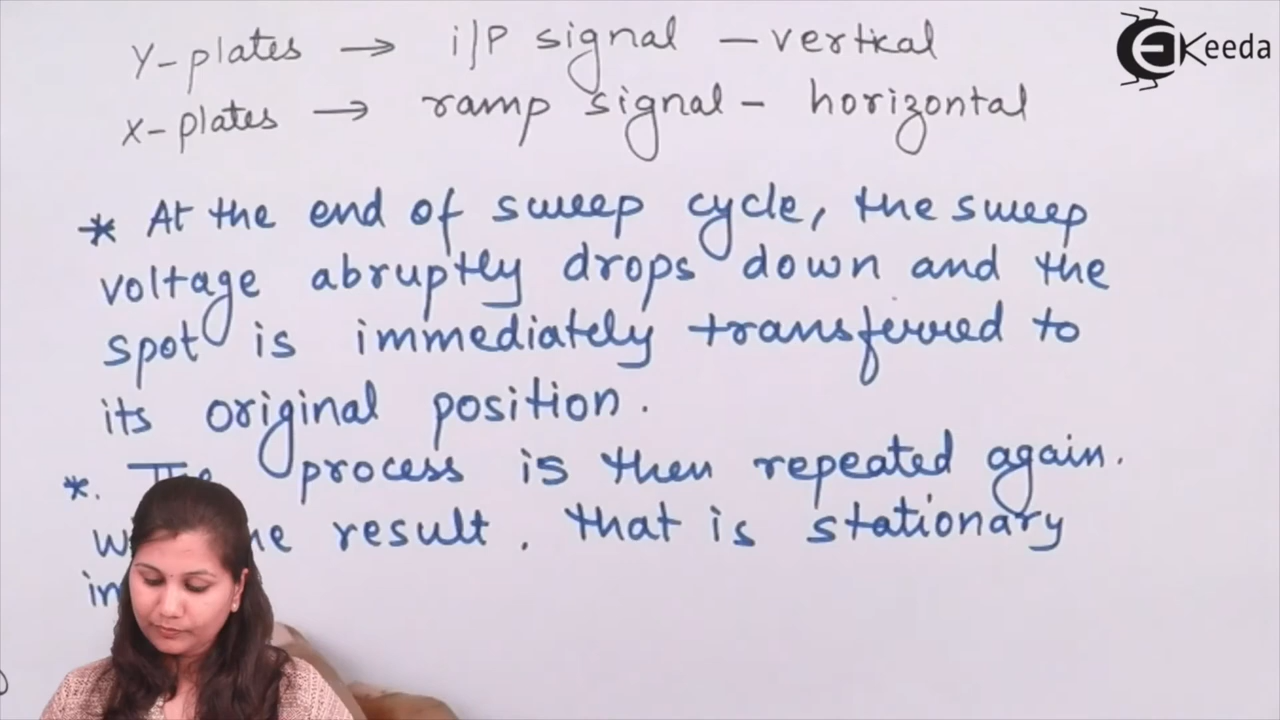 Y-plates → i/P signal – vertical
X-plates → ramp signal – horizontal
* At the end of sweep cycle, the sweep
voltage abruptly drops down and the
spot is immediately transferred to
its original position.
*. The process is then repeated again.
result. that is stationary
EKeeda